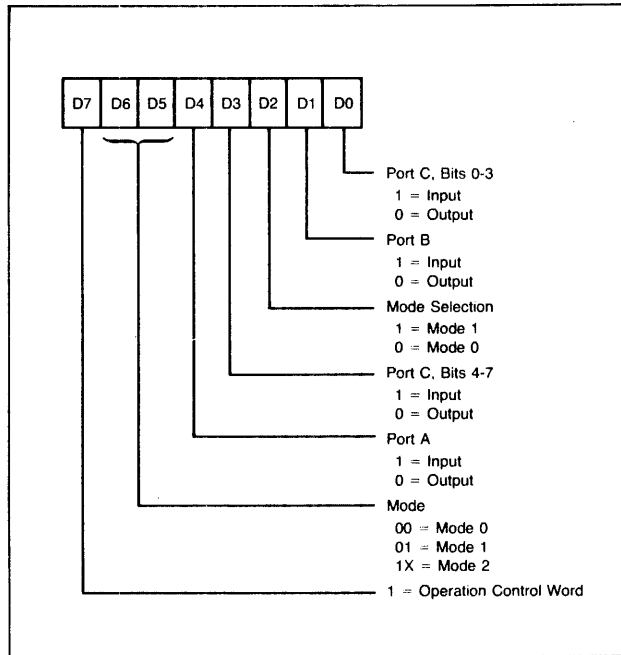 D7 D6 D5 D4 D3 D2 D1 D0
Port C, Bits 0-3
1 = Input
0 = Output
Port B
1 = Input
0 = Output
Mode Selection
1 = Mode 1
0 = Mode 0
Port C, Bits 4-7
1 = Input
0 = Output
Port A
1 = Input
0 = Output
Mode
00 = Mode 0
01 = Mode 1
1X = Mode 2
1 = Operation Control Word